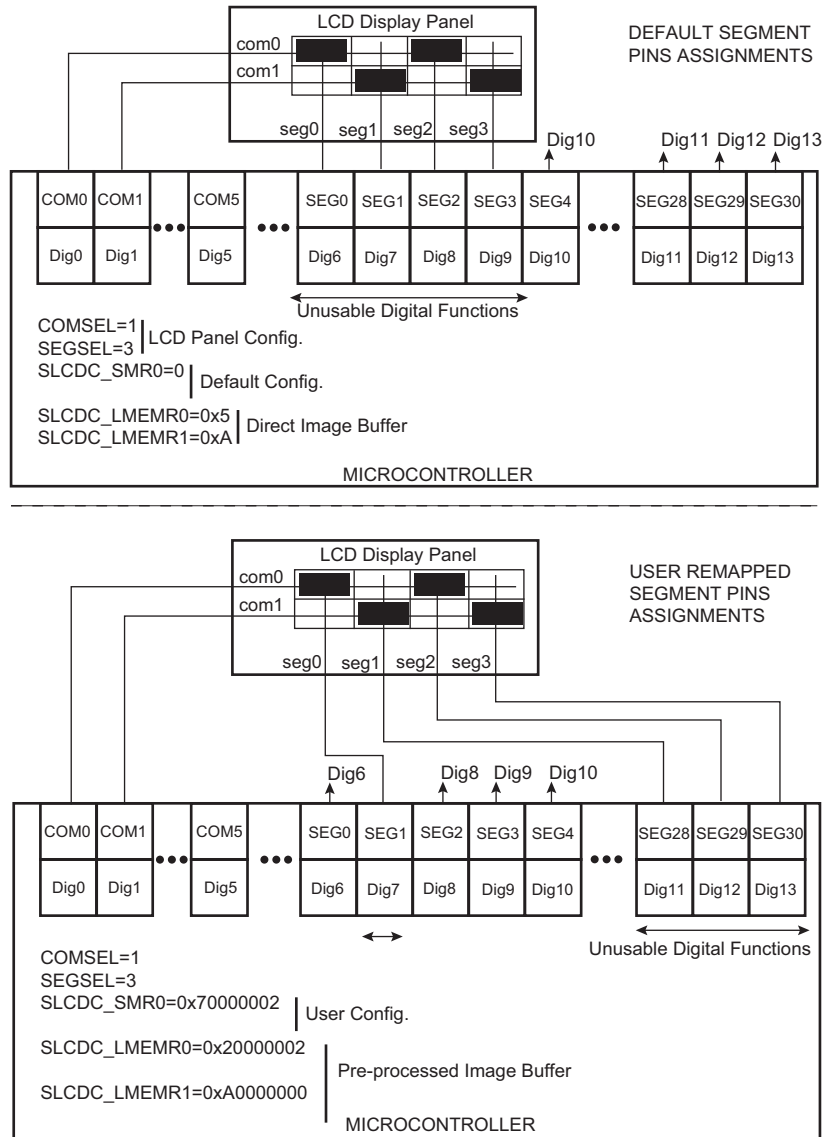 LCD Display Panel
DEFAULT SEGMENT
PINS ASSIGNMENTS
com0
com1
seg0 seg1 seg2 seg3
Dig10 Dig11 Dig12 Dig13
COM0 COM1 COM5 SEG0 SEG1 SEG2 SEG3 SEG4 SEG28 SEG29 SEG30
Dig0 Dig1 Dig5 Dig6 Dig7 Dig8 Dig9 Dig10 Dig11 Dig12 Dig13
Unusable Digital Functions
COMSEL=1
SEGSEL=3
LCD Panel Config.
SLCDC_SMR0=0
Default Config.
SLCDC_LMEMR0=0x5
SLCDC_LMEMR1=0xA
Direct Image Buffer
MICROCONTROLLER
LCD Display Panel
USER REMAPPED
SEGMENT PINS
ASSIGNMENTS
com0
com1
seg0 seg1 seg2 seg3
Dig6 Dig8 Dig9 Dig10
COM0 COM1 COM5 SEG0 SEG1 SEG2 SEG3 SEG4 SEG28 SEG29 SEG30
Dig0 Dig1 Dig5 Dig6 Dig7 Dig8 Dig9 Dig10 Dig11 Dig12 Dig13
Unusable Digital Functions
COMSEL=1
SEGSEL=3
SLCDC_SMR0=0x70000002
User Config.
SLCDC_LMEMR0=0x20000002
Pre-processed Image Buffer
SLCDC_LMEMR1=0xA0000000
MICROCONTROLLER